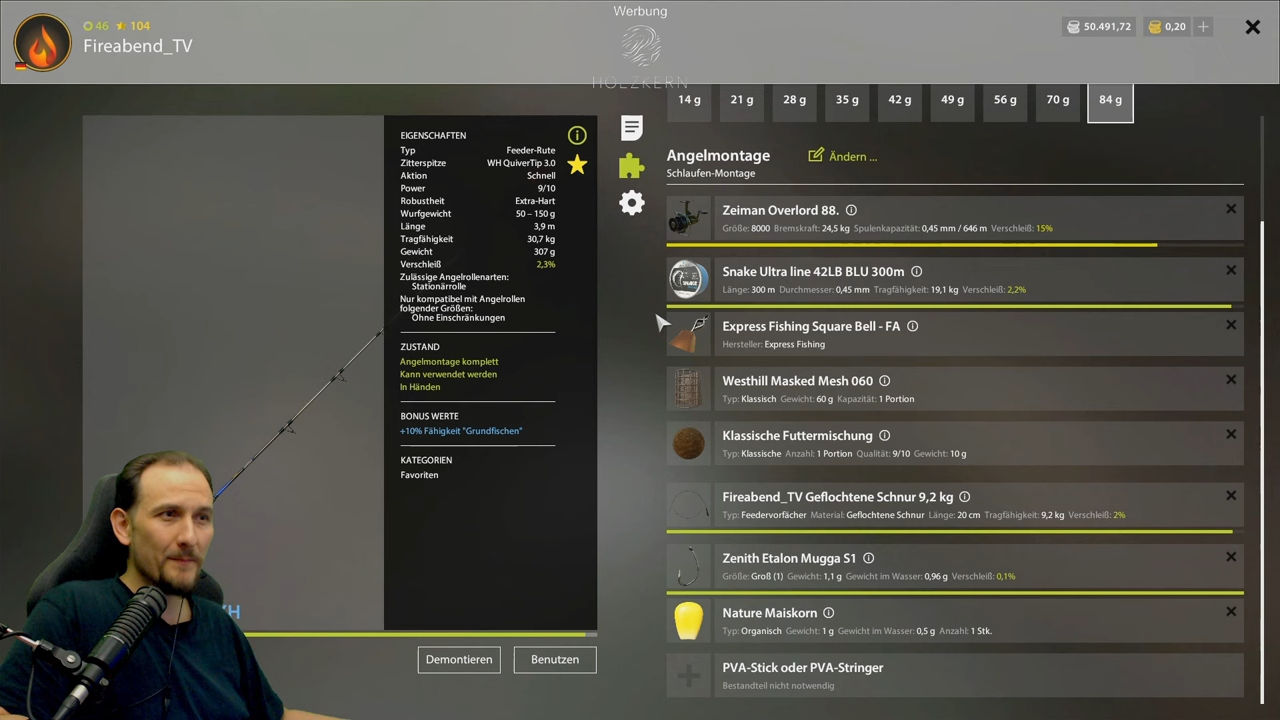 Werbung
HOLZKERN
46 104
Fireabend_TV
50.491,72
0,20
14 g
21 g
28 g
35 g
42 g
49 g
56 g
70 g
84 g
EIGENSCHAFTEN
Typ Feeder-Rute
Zitterspitze WH QuiverTip 3.0
Aktion Schnell
Power 9/10
Robustheit Extra-Hart
Wurfgewicht 50 – 150 g
Länge 3,9 m
Tragfähigkeit 30,7 kg
Gewicht 307 g
Verschleiß 2,3%
Zulässige Angelrollenarten:
Stationärrolle
Nur kompatibel mit Angelrollen
folgender Größen:
Ohne Einschränkungen
ZUSTAND
Angelmontage komplett
Kann verwendet werden
In Händen
BONUS WERTE
+10% Fähigkeit "Grundfischen"
KATEGORIEN
Favoriten
Demontieren
Benutzen
Angelmontage
Ändern ...
Schlaufen-Montage
Zeiman Overlord 88.
Größe: 8000 Bremskraft: 24,5 kg Spulenkapazität: 0,45 mm / 646 m Verschleiß: 15%
Snake Ultra line 42LB BLU 300m
Länge: 300 m Durchmesser: 0,45 mm Tragfähigkeit: 19,1 kg Verschleiß: 2,2%
Express Fishing Square Bell - FA
Hersteller: Express Fishing
Westhill Masked Mesh 060
Typ: Klassisch Gewicht: 60 g Kapazität: 1 Portion
Klassische Futtermischung
Typ: Klassische Anzahl: 1 Portion Qualität: 9/10 Gewicht: 10 g
Fireabend_TV Geflochtene Schnur 9,2 kg
Typ: Feedervorfächer Material: Geflochtene Schnur Länge: 20 cm Tragfähigkeit: 9,2 kg Verschleiß: 2%
Zenith Etalon Mugga S1
Größe: Groß (1) Gewicht: 1,1 g Gewicht im Wasser: 0,96 g Verschleiß: 0,1%
Nature Maiskorn
Typ: Organisch Gewicht: 1 g Gewicht im Wasser: 0,5 g Anzahl: 1 Stk.
PVA-Stick oder PVA-Stringer
Bestandteil nicht notwendig